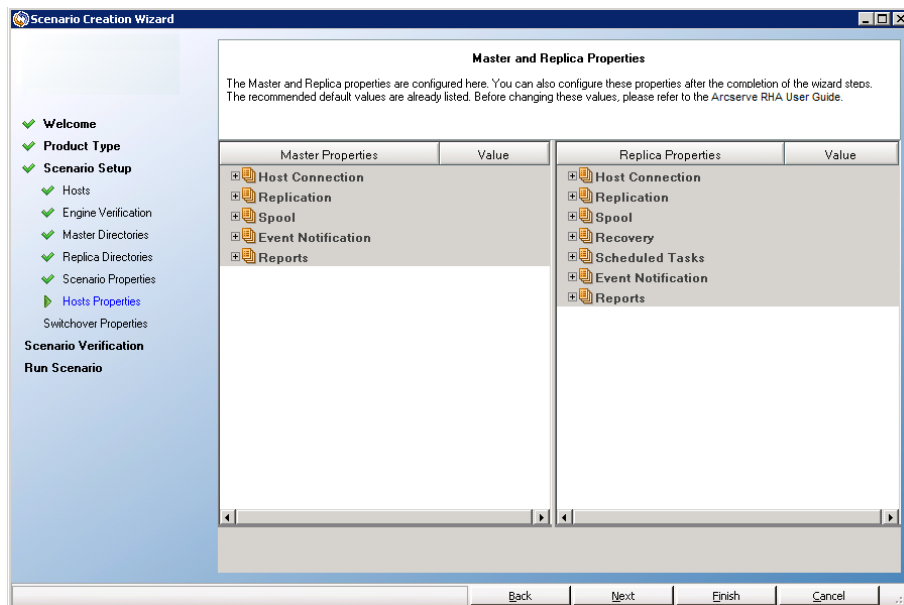 Scenario Creation Wizard
Welcome
Product Type
Scenario Setup
Hosts
Engine Verification
Master Directories
Replica Directories
Scenario Properties
Hosts Properties
Switchover Properties
Scenario Verification
Run Scenario
Master and Replica Properties
The Master and Replica properties are configured here. You can also configure these properties after the completion of the wizard steps.
The recommended default values are already listed. Before changing these values, please refer to the Arcserve RHA User Guide.
Master Properties Value
Host Connection
Replication
Spool
Event Notification
Reports
Replica Properties Value
Host Connection
Replication
Spool
Recovery
Scheduled Tasks
Event Notification
Reports
Back Next Finish Cancel